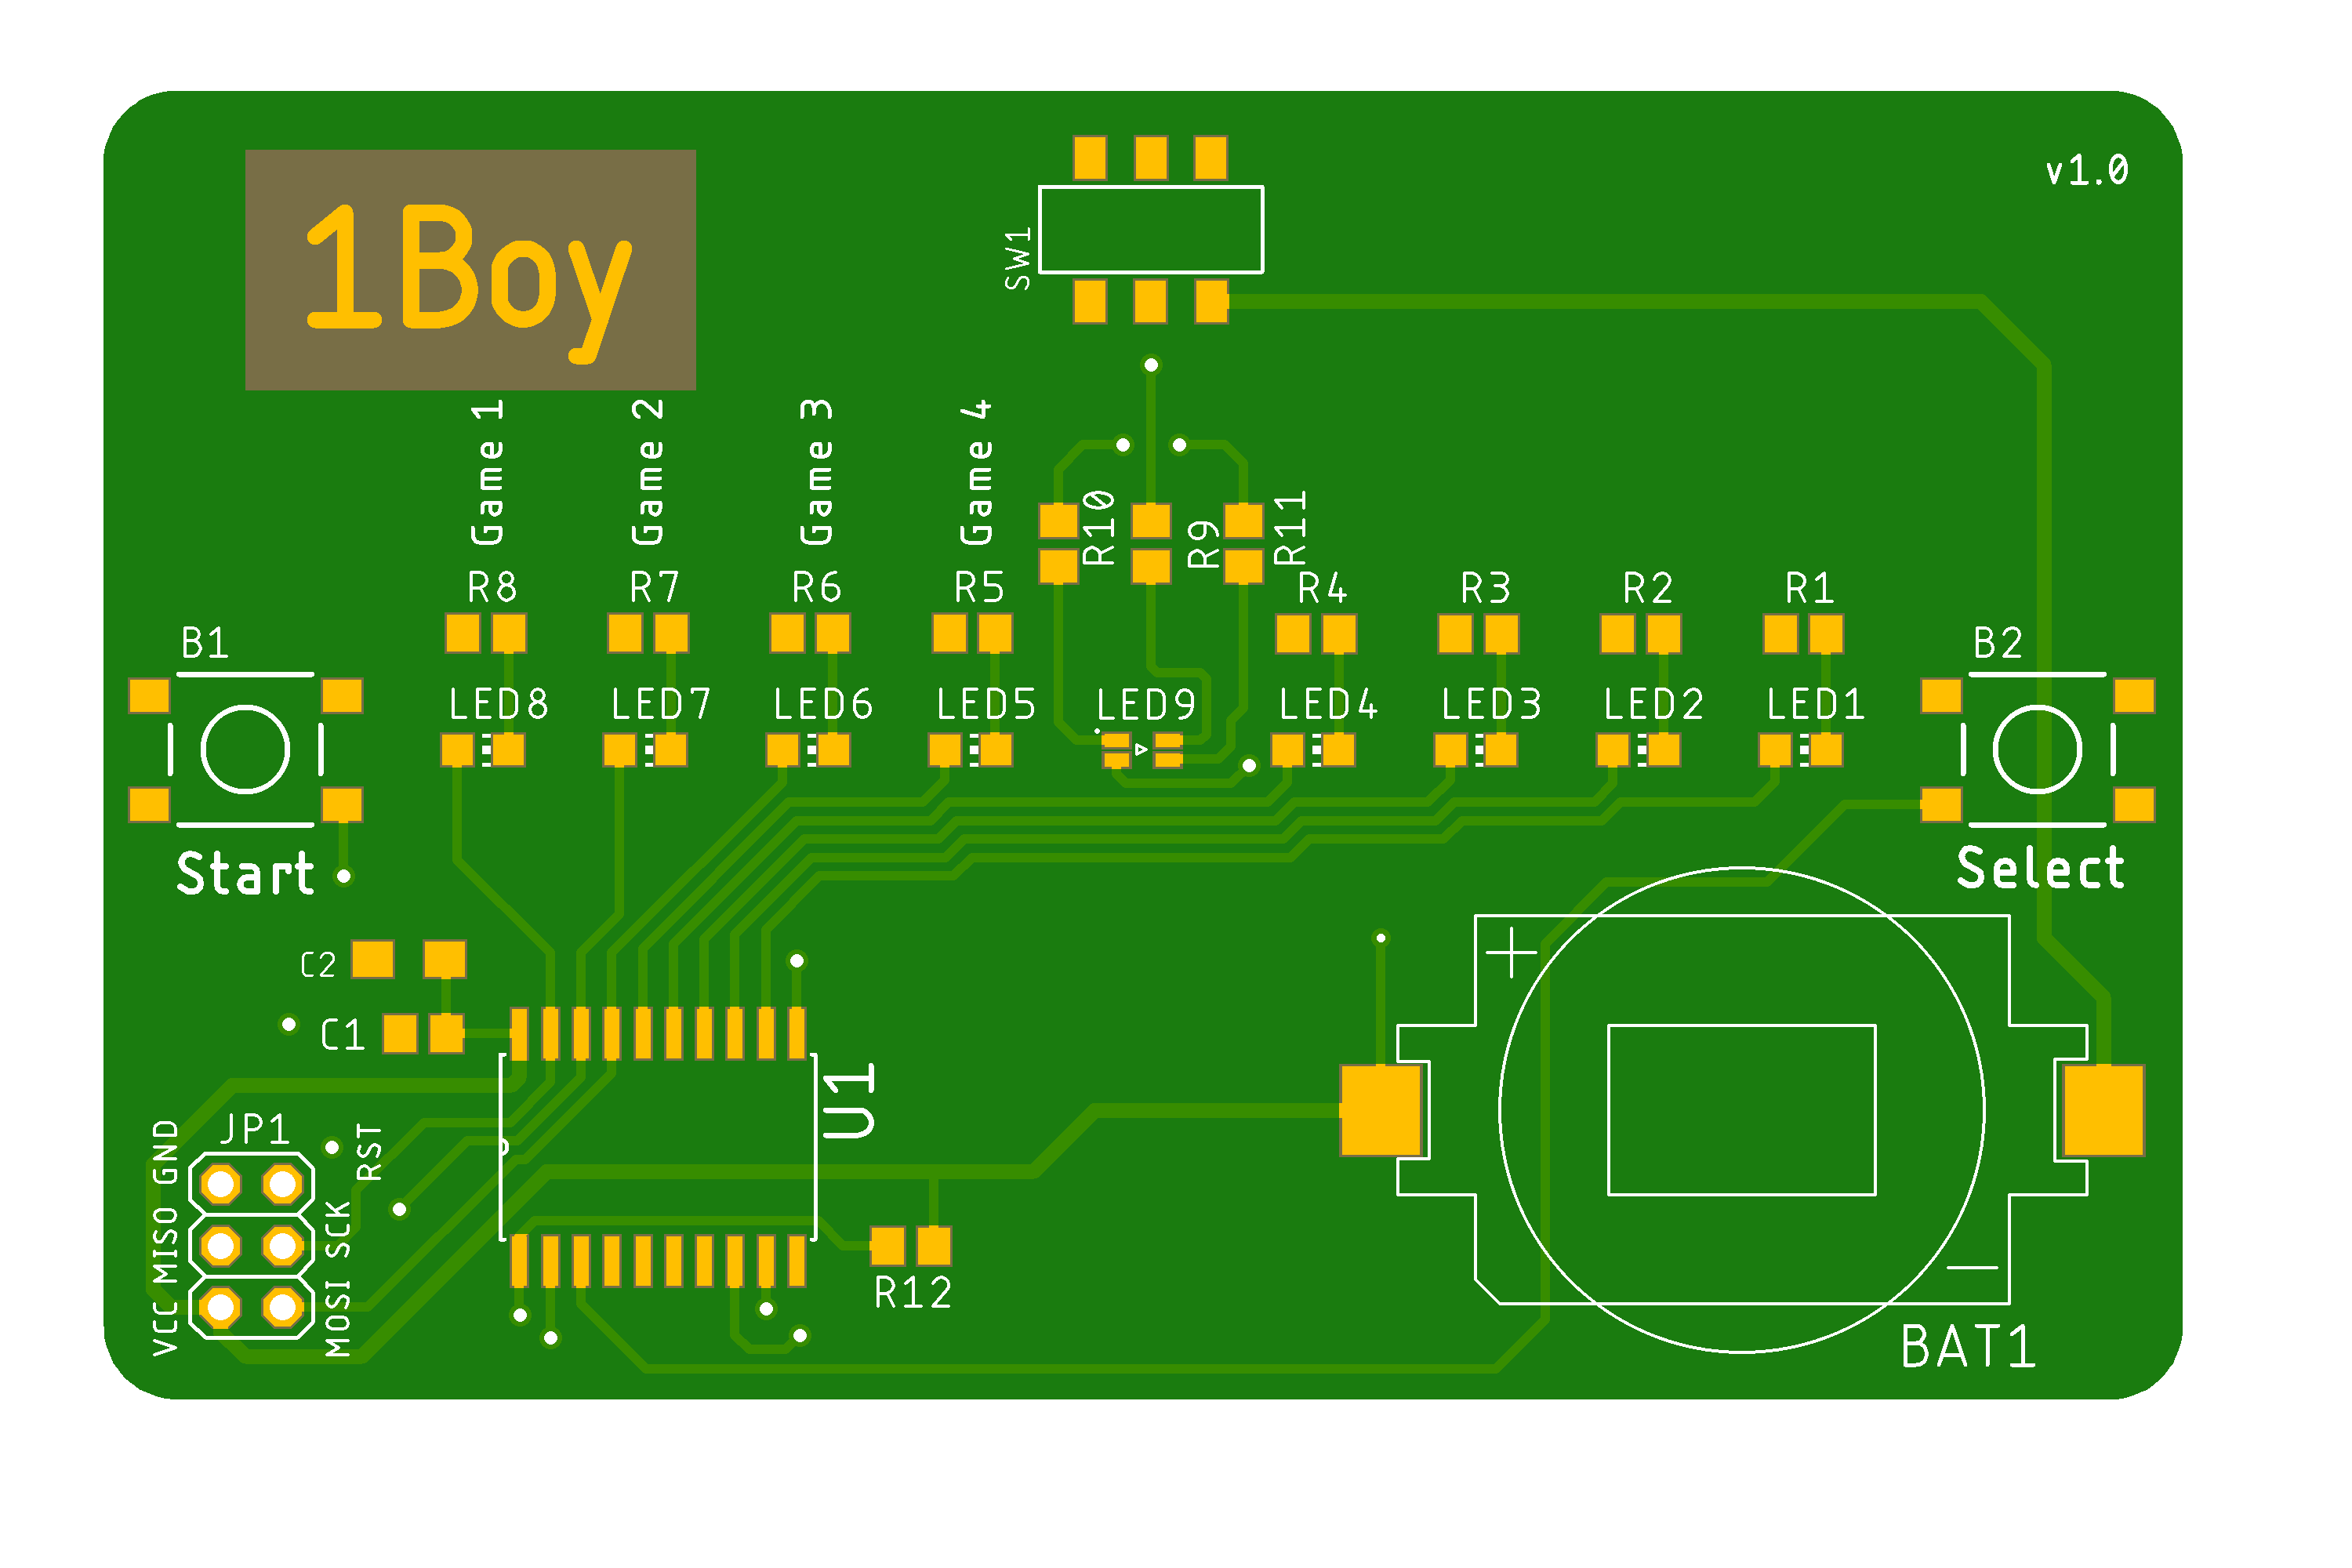 1Boy
v1.0
SW1
Game 1
Game 2
Game 3
Game 4
R10
R9
R11
R8
R7
R6
R5
R4
R3
R2
R1
B1
B2
LED8
LED7
LED6
LED5
LED9
LED4
LED3
LED2
LED1
Start
Select
C2
C1
U1
JP1
RST
VCC MISO GND
MOSI SCK
R12
+
−
BAT1